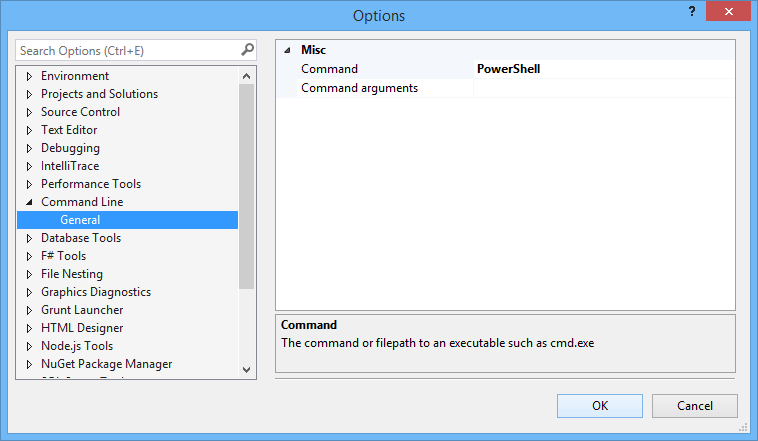 Options
?
Search Options (Ctrl+E)
Environment
Projects and Solutions
Source Control
Text Editor
Debugging
IntelliTrace
Performance Tools
Command Line
General
Database Tools
F# Tools
File Nesting
Graphics Diagnostics
Grunt Launcher
HTML Designer
Node.js Tools
NuGet Package Manager
Misc
Command PowerShell
Command arguments
Command
The command or filepath to an executable such as cmd.exe
OK Cancel